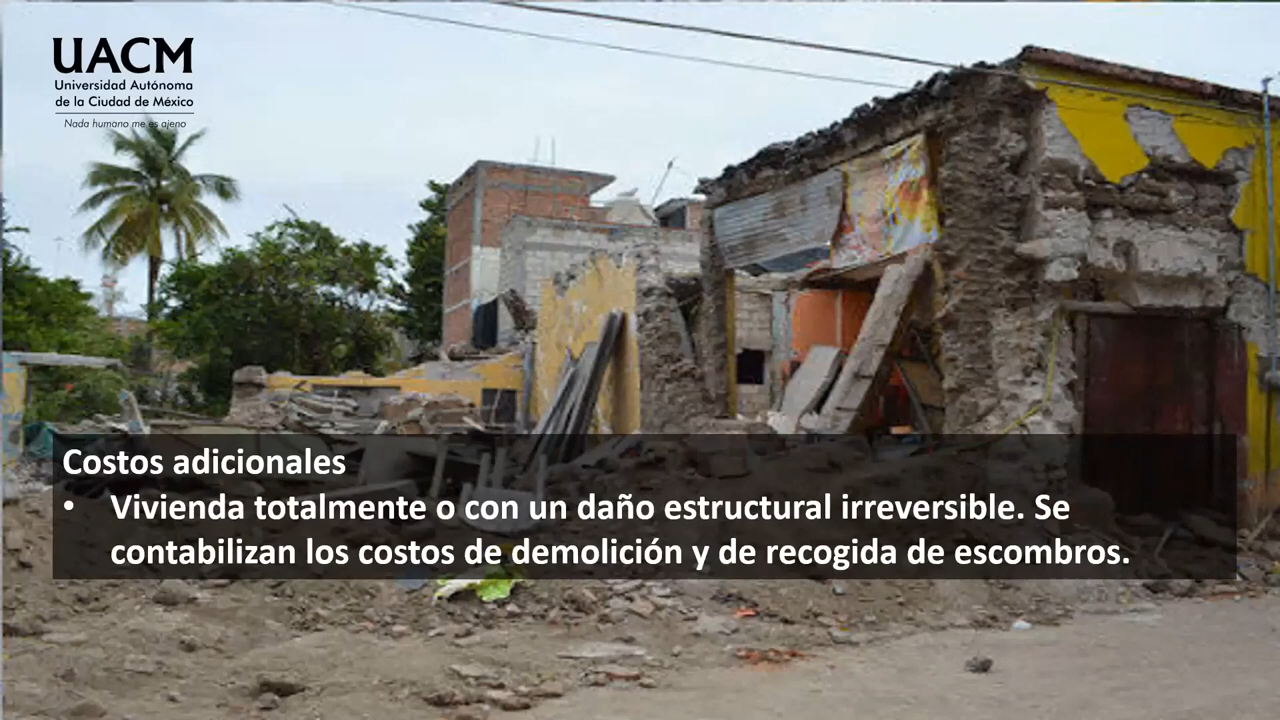 UACM
Universidad Autónoma
de la Ciudad de México
Nada humano me es ajeno
Costos adicionales
• Vivienda totalmente o con un daño estructural irreversible. Se
contabilizan los costos de demolición y de recogida de escombros.